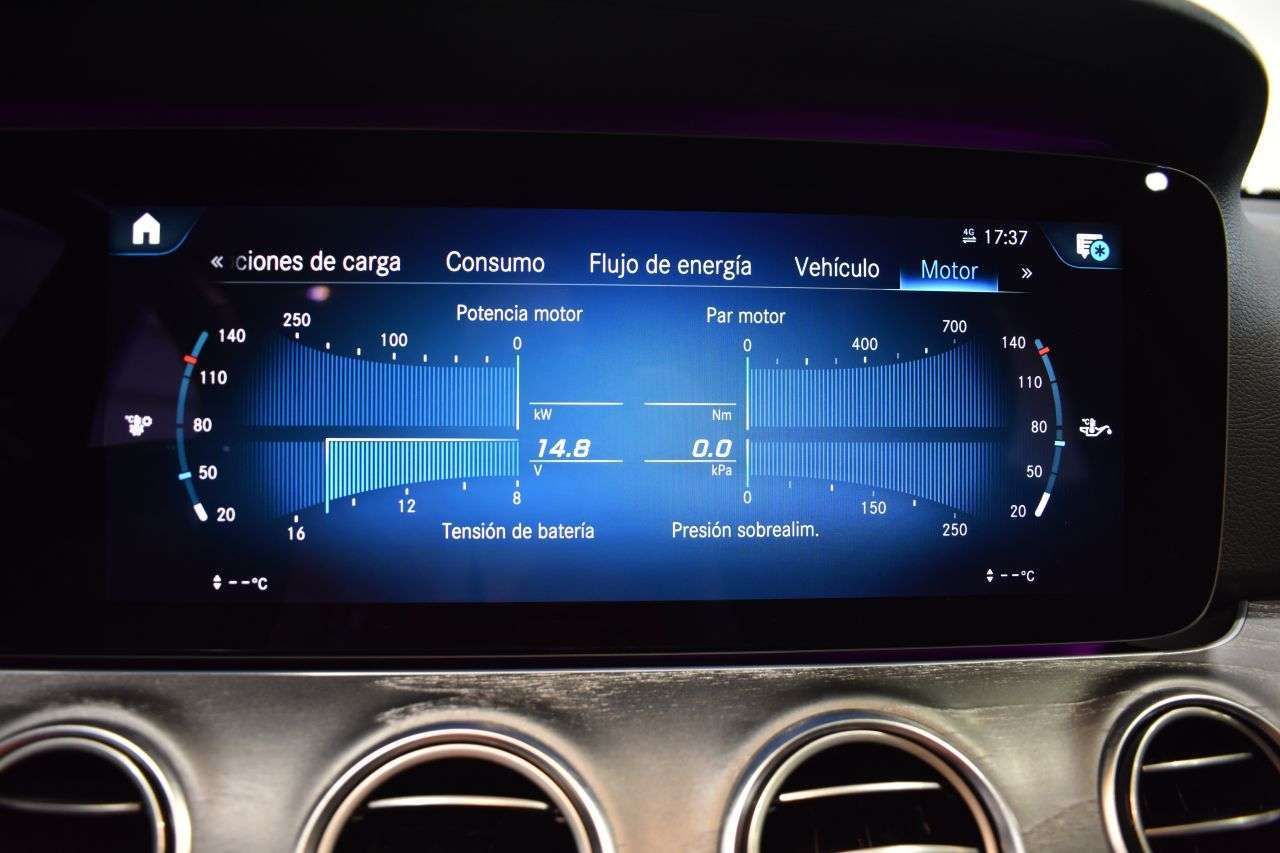 4G 17:37
« ciones de carga Consumo Flujo de energía Vehículo Motor »
Potencia motor Par motor
250 100 0 0 400 700
140 110 80 50 20
140 110 80 50 20
kW Nm
14.8 0.0
V kPa
16 12 8 0 150 250
Tensión de batería Presión sobrealim.
--°C --°C